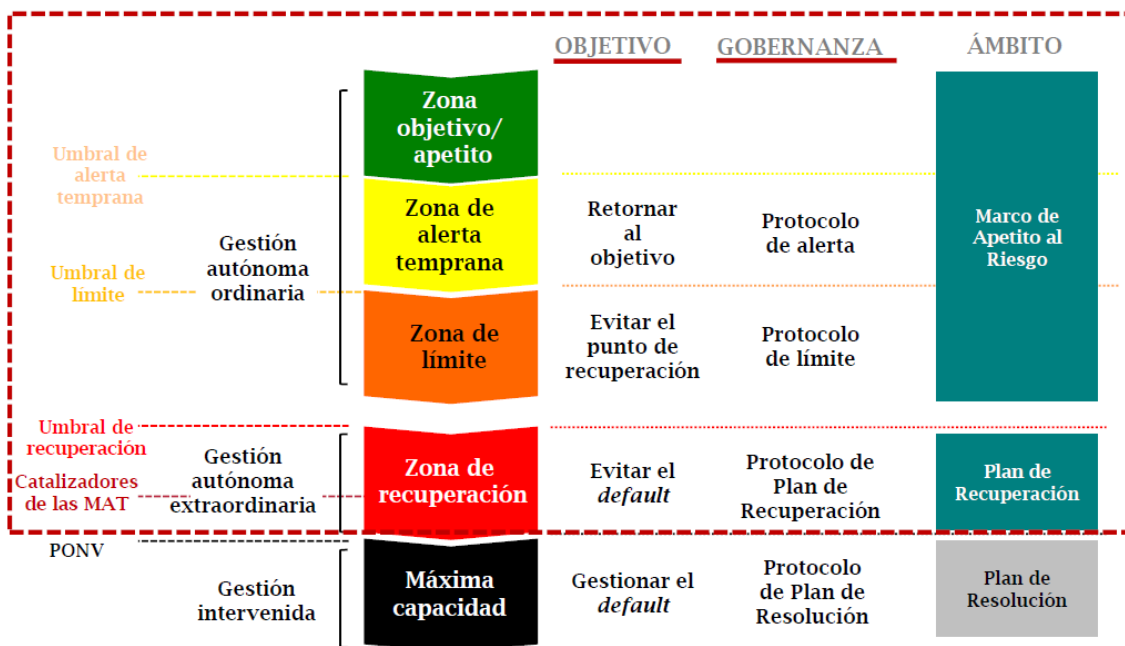 OBJETIVO
GOBERNANZA
ÁMBITO
Zona
objetivo/
apetito
Umbral de
alerta
temprana
Zona de
alerta
temprana
Retornar
al
objetivo
Protocolo
de alerta
Marco de
Apetito al
Riesgo
Gestión
autónoma
ordinaria
Umbral de
límite
Zona de
límite
Evitar el
punto de
recuperación
Protocolo
de límite
Umbral de
recuperación
Catalizadores
de las MAT
Gestión
autónoma
extraordinaria
Zona de
recuperación
Evitar el
default
Protocolo de
Plan de
Recuperación
Plan de
Recuperación
PONV
Gestión
intervenida
Máxima
capacidad
Gestionar el
default
Protocolo
de Plan de
Resolución
Plan de
Resolución